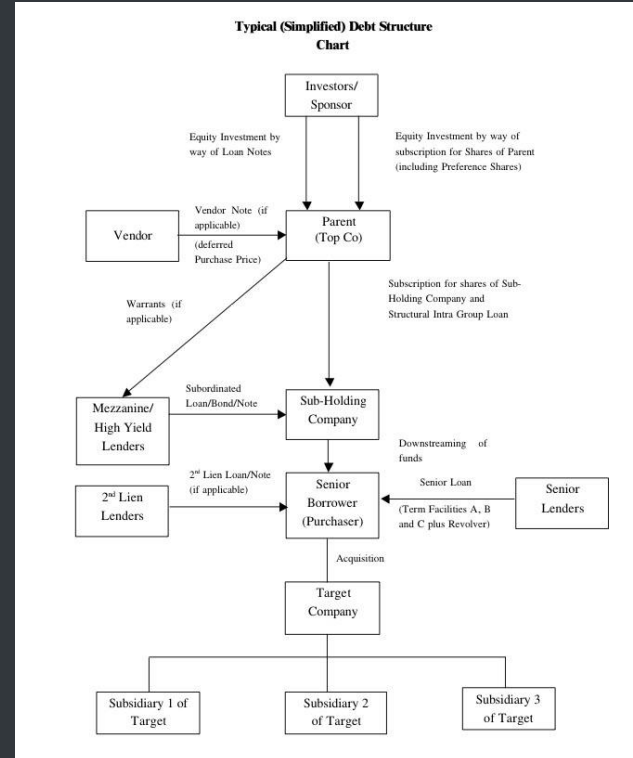 Typical (Simplified) Debt Structure
Chart
Investors/
Sponsor
Equity Investment by
way of Loan Notes
Equity Investment by way of
subscription for Shares of Parent
(including Preference Shares)
Vendor
Vendor Note (if
applicable)
(deferred
Purchase Price)
Parent
(Top Co)
Subscription for shares of Sub-
Holding Company and
Structural Intra Group Loan
Warrants (if
applicable)
Mezzanine/
High Yield
Lenders
Subordinated
Loan/Bond/Note
Sub-Holding
Company
Downstreaming of
funds
2nd Lien
Lenders
2nd Lien Loan/Note
(if applicable)
Senior
Borrower
(Purchaser)
Senior Loan
(Term Facilities A, B
and C plus Revolver)
Senior
Lenders
Acquisition
Target
Company
Subsidiary 1 of
Target
Subsidiary 2
of Target
Subsidiary 3
of Target